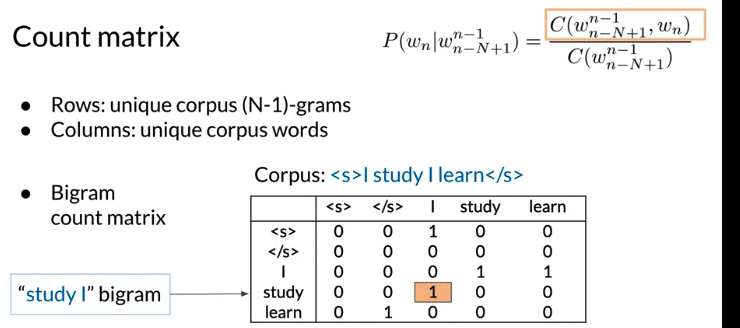 Count matrix
P(w_n|w_{n-N+1}^{n-1}) = C(w_{n-N+1}^{n-1}, w_n) / C(w_{n-N+1}^{n-1})
● Rows: unique corpus (N-1)-grams
● Columns: unique corpus words
Corpus: <s>I study I learn</s>
● Bigram
count matrix
<s> </s> I study learn
<s> 0 0 1 0 0
</s> 0 0 0 0 0
I 0 0 0 1 1
"study I" bigram
study 0 0 1 0 0
learn 0 1 0 0 0